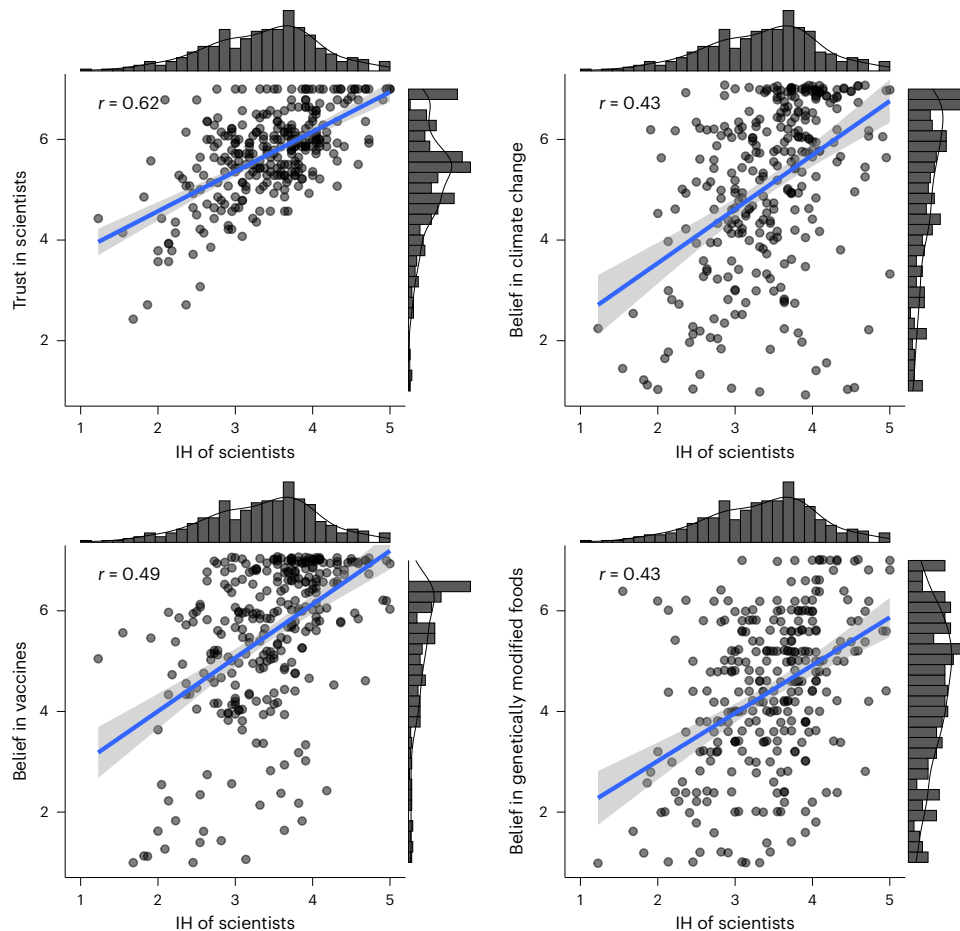 r = 0.62
Trust in scientists
6
4
2
1 2 3 4 5
IH of scientists
r = 0.43
Belief in climate change
6
4
2
1 2 3 4 5
IH of scientists
r = 0.49
Belief in vaccines
6
4
2
1 2 3 4 5
IH of scientists
r = 0.43
Belief in genetically modified foods
6
4
2
1 2 3 4 5
IH of scientists